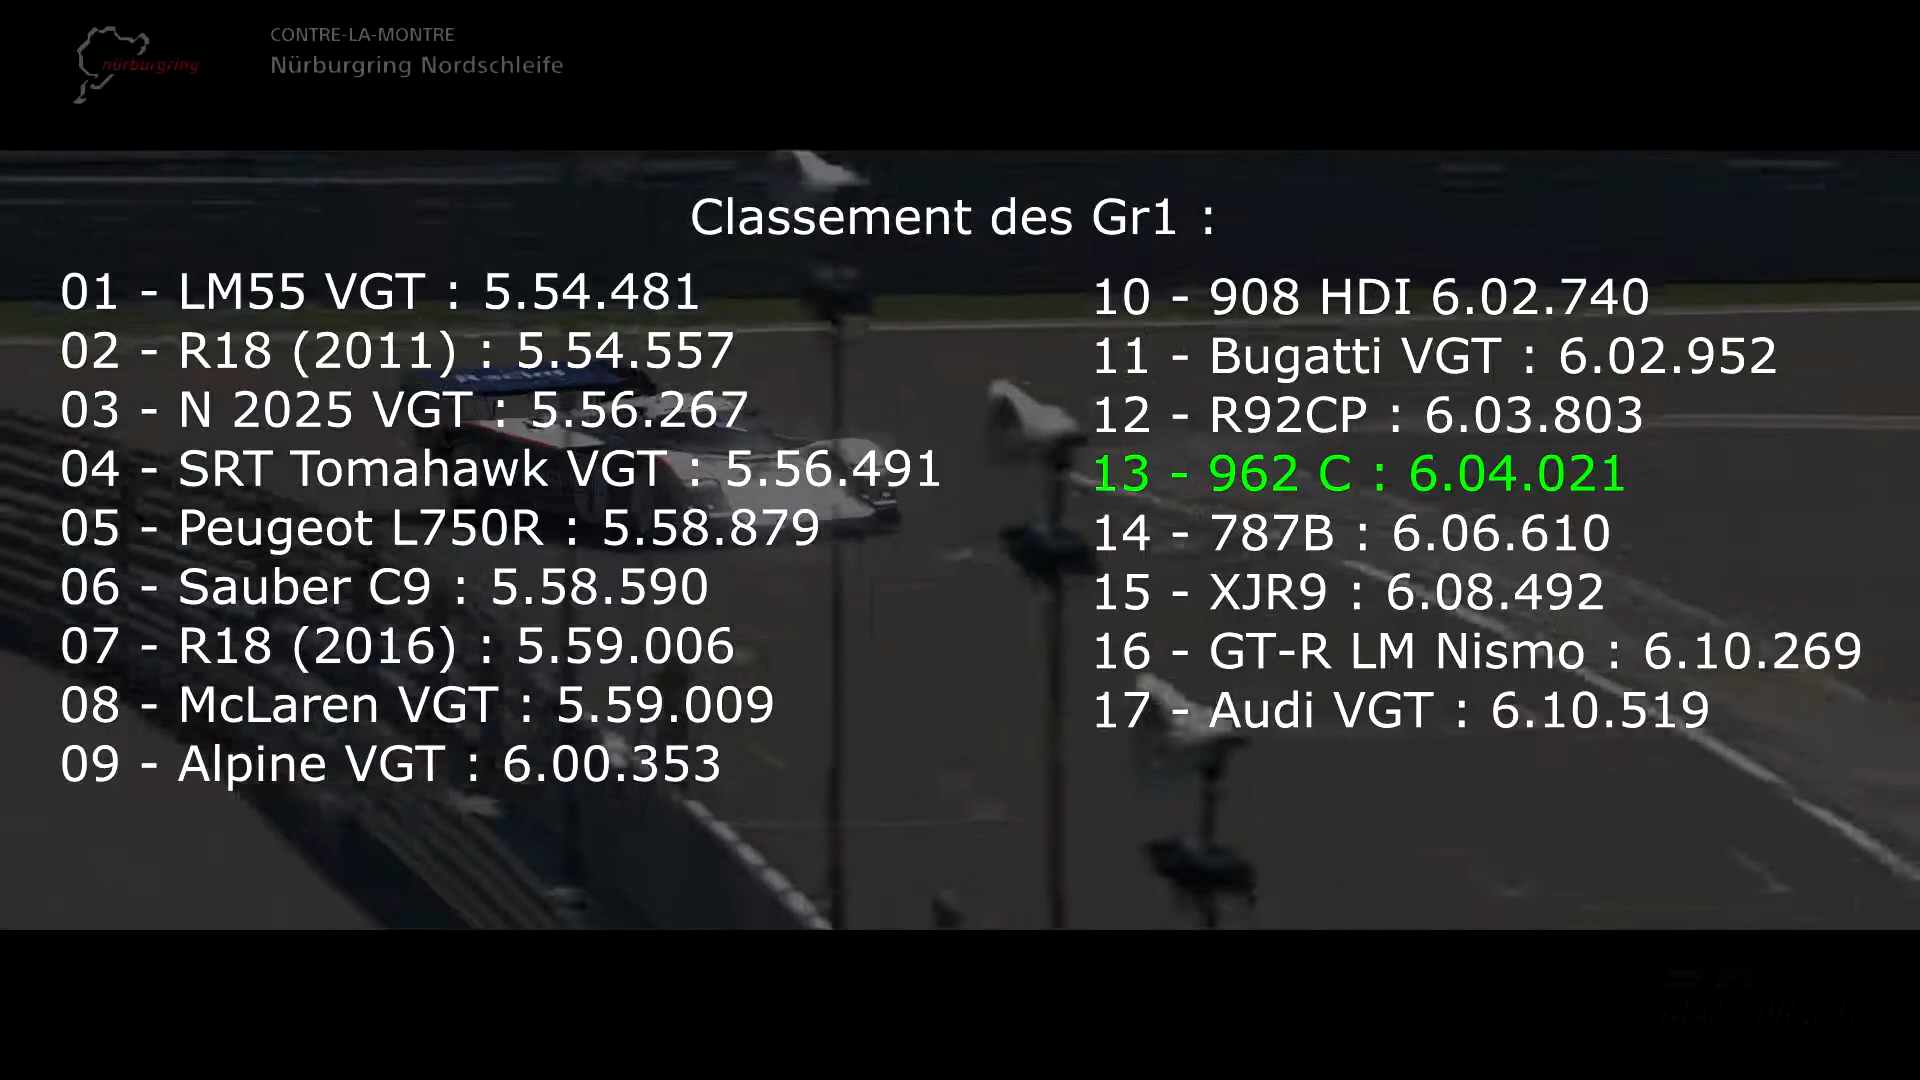 nürburgring
CONTRE-LA-MONTRE
Nürburgring Nordschleife
Classement des Gr1 :
01 - LM55 VGT : 5.54.481
02 - R18 (2011) : 5.54.557
03 - N 2025 VGT : 5.56.267
04 - SRT Tomahawk VGT : 5.56.491
05 - Peugeot L750R : 5.58.879
06 - Sauber C9 : 5.58.590
07 - R18 (2016) : 5.59.006
08 - McLaren VGT : 5.59.009
09 - Alpine VGT : 6.00.353
10 - 908 HDI 6.02.740
11 - Bugatti VGT : 6.02.952
12 - R92CP : 6.03.803
13 - 962 C : 6.04.021
14 - 787B : 6.06.610
15 - XJR9 : 6.08.492
16 - GT-R LM Nismo : 6.10.269
17 - Audi VGT : 6.10.519